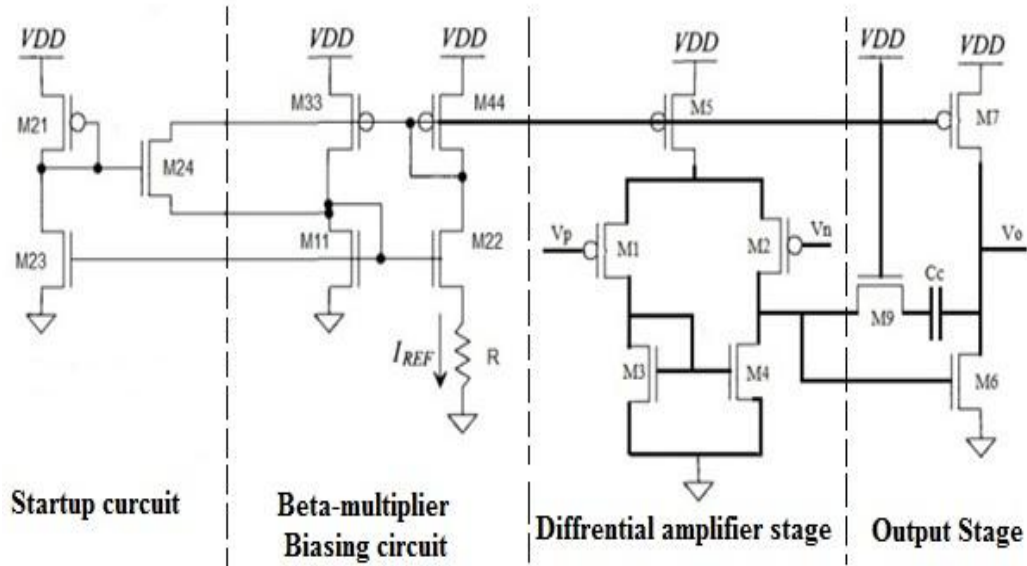 VDD
VDD
VDD
VDD
VDD
VDD
M21
M24
M23
M33
M44
M11
M22
I_REF
R
M5
Vp
M1
M2
Vn
M3
M4
M7
Vo
Cc
M9
M6
Startup curcuit
Beta-multiplier
Biasing circuit
Diffrential amplifier stage
Output Stage